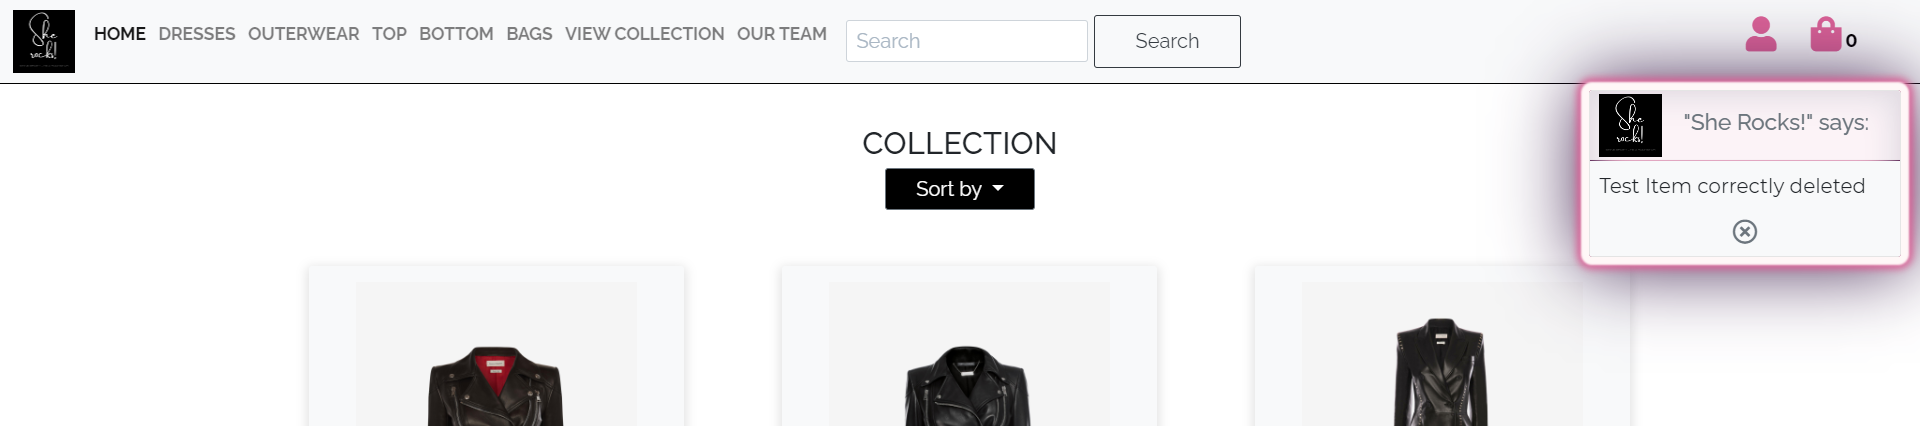 She
rocks!
HOME DRESSES OUTERWEAR TOP BOTTOM BAGS VIEW COLLECTION OUR TEAM
Search
Search
0
She
rocks!
"She Rocks!" says:
Test Item correctly deleted
COLLECTION
Sort by